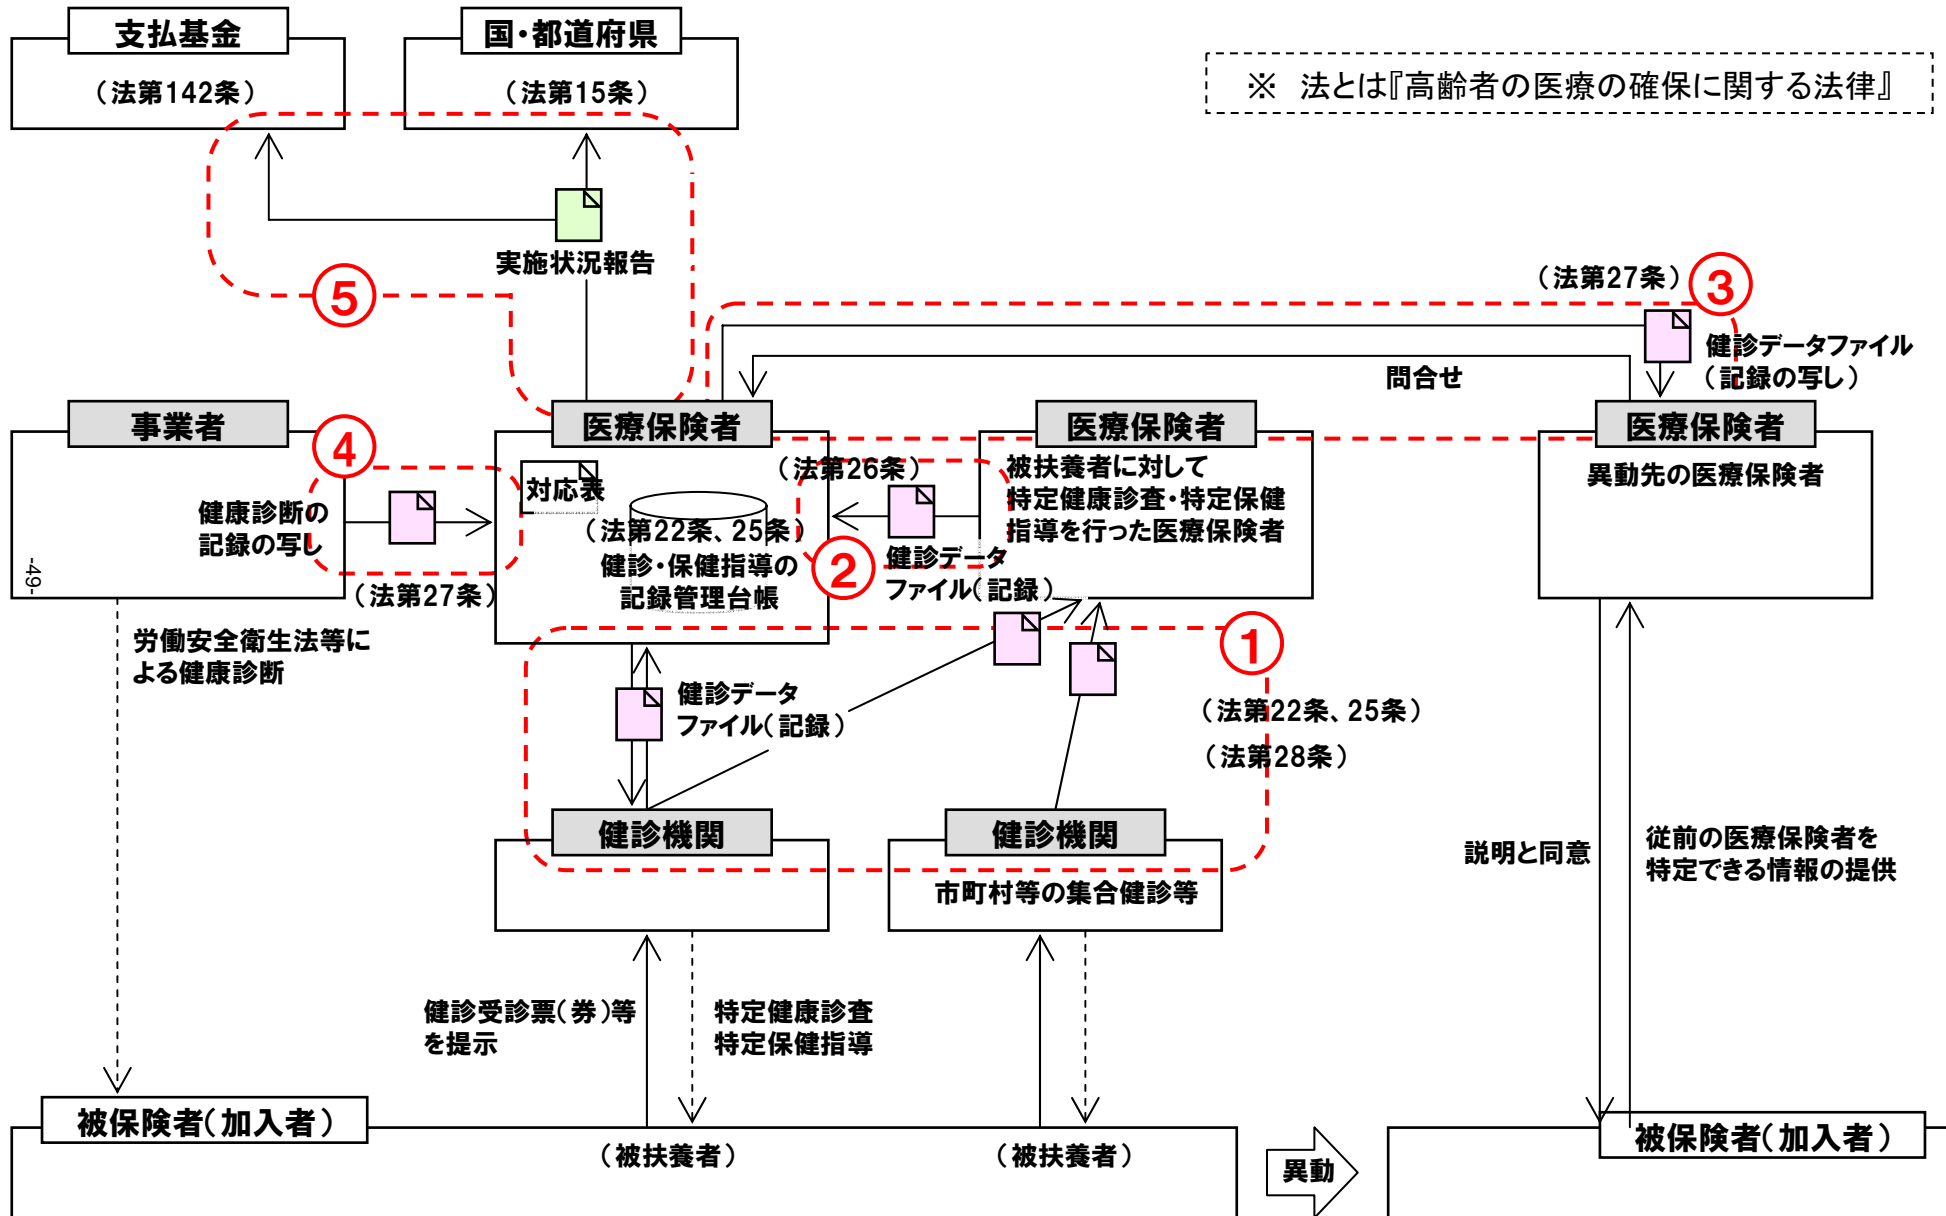 支払基金
（法第142条）
国・都道府県
（法第15条）
※ 法とは『高齢者の医療の確保に関する法律』
実施状況報告
⑤
（法第27条）
③
健診データファイル
（記録の写し）
問合せ
事業者
④
健康診断の
記録の写し
（法第27条）
-49-
労働安全衛生法等に
よる健康診断
医療保険者
対応表
（法第22条、25条）
健診・保健指導の
記録管理台帳
（法第26条）
②
健診データ
ファイル（記録）
医療保険者
被扶養者に対して
特定健康診査・特定保健
指導を行った医療保険者
医療保険者
異動先の医療保険者
①
（法第22条、25条）
（法第28条）
健診データ
ファイル（記録）
健診機関
健診機関
市町村等の集合健診等
説明と同意
従前の医療保険者を
特定できる情報の提供
健診受診票（券）等
を提示
特定健康診査
特定保健指導
被保険者（加入者）
（被扶養者）
（被扶養者）
異動
被保険者（加入者）